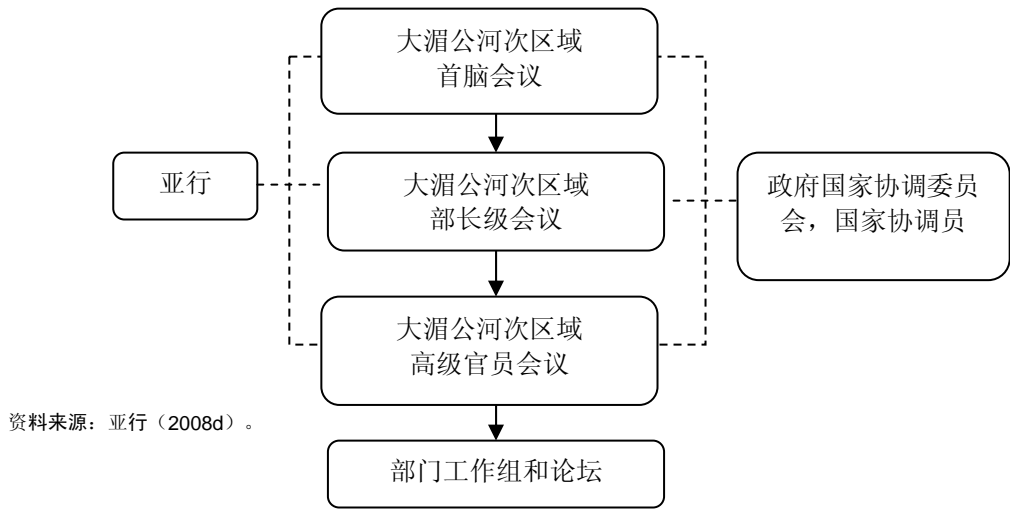 大湄公河次区域
首脑会议
亚行
大湄公河次区域
部长级会议
政府国家协调委员
会，国家协调员
大湄公河次区域
高级官员会议
资料来源：亚行（2008d）。
部门工作组和论坛